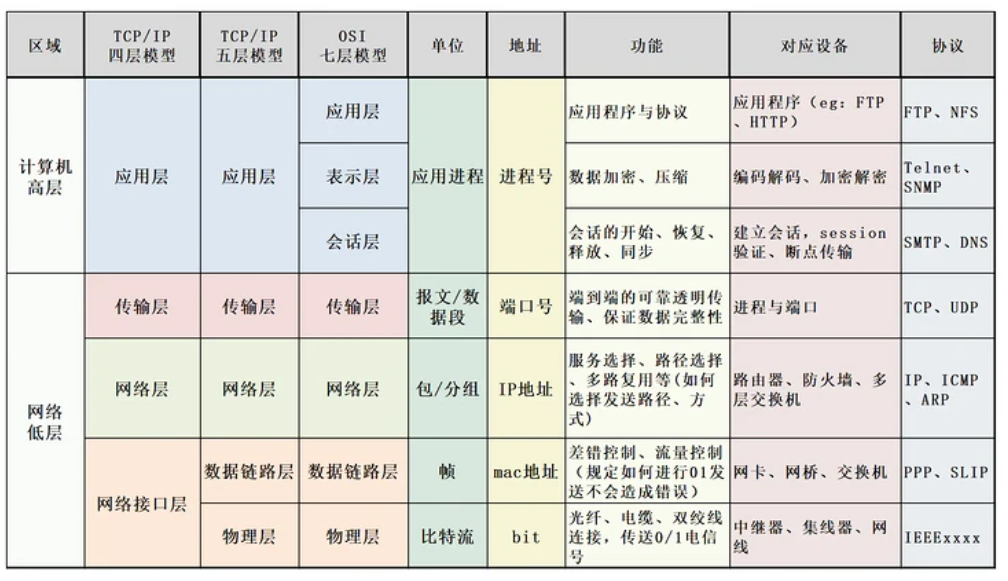 区域
TCP/IP
四层模型
TCP/IP
五层模型
OSI
七层模型
单位
地址
功能
对应设备
协议
计算机
高层
应用层
应用层
应用层
应用进程
进程号
应用程序与协议
应用程序（eg：FTP
、HTTP）
FTP、NFS
表示层
数据加密、压缩
编码解码、加密解密
Telnet、
SNMP
会话层
会话的开始、恢复、
释放、同步
建立会话，session
验证、断点传输
SMTP、DNS
网络
低层
传输层
传输层
传输层
报文/数
据段
端口号
端到端的可靠透明传
输、保证数据完整性
进程与端口
TCP、UDP
网络层
网络层
网络层
包/分组
IP地址
服务选择、路径选择
、多路复用等(如何
选择发送路径、方
式)
路由器、防火墙、多
层交换机
IP、ICMP
、ARP
网络接口层
数据链路层
数据链路层
帧
mac地址
差错控制、流量控制
（规定如何进行01发
送不会造成错误）
网卡、网桥、交换机
PPP、SLIP
物理层
物理层
比特流
bit
光纤、电缆、双绞线
连接，传送0/1电信
号
中继器、集线器、网
线
IEEExxxx